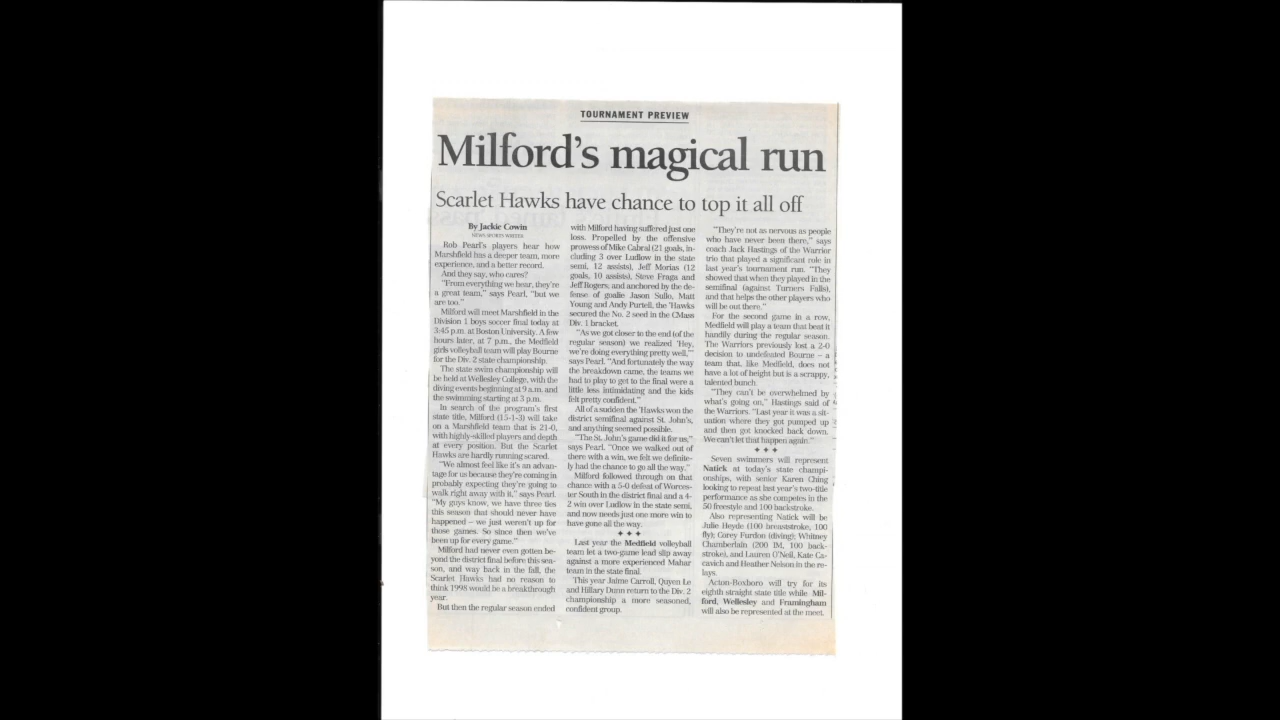 TOURNAMENT PREVIEW
Milford's magical run
Scarlet Hawks have chance to top it all off
By Jackie Cowin
NEWS SPORTS WRITER
Rob Pearl's players hear how
Marshfield has a deeper team, more
experience, and a better record.
And they say, who cares?
"From everything we hear, they're
a great team," says Pearl, "but we
are too."
Milford will meet Marshfield in the
Division 1 boys soccer final today at
3:45 p.m. at Boston University. A few
hours later, at 7 p.m., the Medfield
girls volleyball team will play Bourne
for the Div. 2 state championship.
The state swim championship will
be held at Wellesley College, with the
diving events beginning at 9 a.m. and
the swimming starting at 3 p.m.
In search of the program's first
state title, Milford (15-1-3) will take
on a Marshfield team that is 21-0,
with highly-skilled players and depth
at every position. But the Scarlet
Hawks are hardly running scared.
"We almost feel like it's an advan-
tage for us because they're coming in
probably expecting they're going to
walk right away with it," says Pearl.
"My guys know, we have three ties
this season that should never have
happened – we just weren't up for
those games. So since then we've
been up for every game."
Milford had never even gotten be-
yond the district final before this sea-
son, and way back in the fall, the
Scarlet Hawks had no reason to
think 1998 would be a breakthrough
year.
But then the regular season ended
with Milford having suffered just one
loss. Propelled by the offensive
prowess of Mike Cabral (21 goals, in-
cluding 3 over Ludlow in the state
semi, 12 assists), Jeff Morias (12
goals, 10 assists), Steve Fraga and
Jeff Rogers; and anchored by the de-
fense of goalie Jason Sullo, Matt
Young and Andy Purtell, the 'Hawks
secured the No. 2 seed in the CMass
Div. 1 bracket.
"As we got closer to the end (of the
regular season) we realized 'Hey,
we're doing everything pretty well,'"
says Pearl. "And fortunately the way
the breakdown came, the teams we
had to play to get to the final were a
little less intimidating and the kids
felt pretty confident."
All of a sudden the 'Hawks won the
district semifinal against St. John's,
and anything seemed possible.
"The St. John's game did it for us,"
says Pearl. "Once we walked out of
there with a win, we felt we definite-
ly had the chance to go all the way."
Milford followed through on that
chance with a 5-0 defeat of Worces-
ter South in the district final and a 4-
2 win over Ludlow in the state semi,
and now needs just one more win to
have gone all the way.
✦ ✦ ✦
Last year the Medfield volleyball
team let a two-game lead slip away
against a more experienced Mahar
team in the state final.
This year Jaime Carroll, Quyen Le
and Hillary Dunn return to the Div. 2
championship a more seasoned,
confident group.
"They're not as nervous as people
who have never been there," says
coach Jack Hastings of the Warrior
trio that played a significant role in
last year's tournament run. "They
showed that when they played in the
semifinal (against Turners Falls),
and that helps the other players who
will be out there."
For the second game in a row,
Medfield will play a team that beat it
handily during the regular season.
The Warriors previously lost a 2-0
decision to undefeated Bourne – a
team that, like Medfield, does not
have a lot of height but is a scrappy,
talented bunch.
"They can't be overwhelmed by
what's going on," Hastings said of
the Warriors. "Last year it was a sit-
uation where they got pumped up
and then got knocked back down.
We can't let that happen again."
✦ ✦ ✦
Seven swimmers will represent
Natick at today's state champi-
onships, with senior Karen Ching
looking to repeat last year's two-title
performance as she competes in the
50 freestyle and 100 backstroke.
Also representing Natick will be
Julie Heyde (100 breaststroke, 100
fly); Corey Furdon (diving); Whitney
Chamberlain (200 IM, 100 back-
stroke), and Lauren O'Neil, Kate Ca-
cavich and Heather Nelson in the re-
lays.
Acton-Boxboro will try for its
eighth straight state title while Mil-
ford, Wellesley and Framingham
will also be represented at the meet.